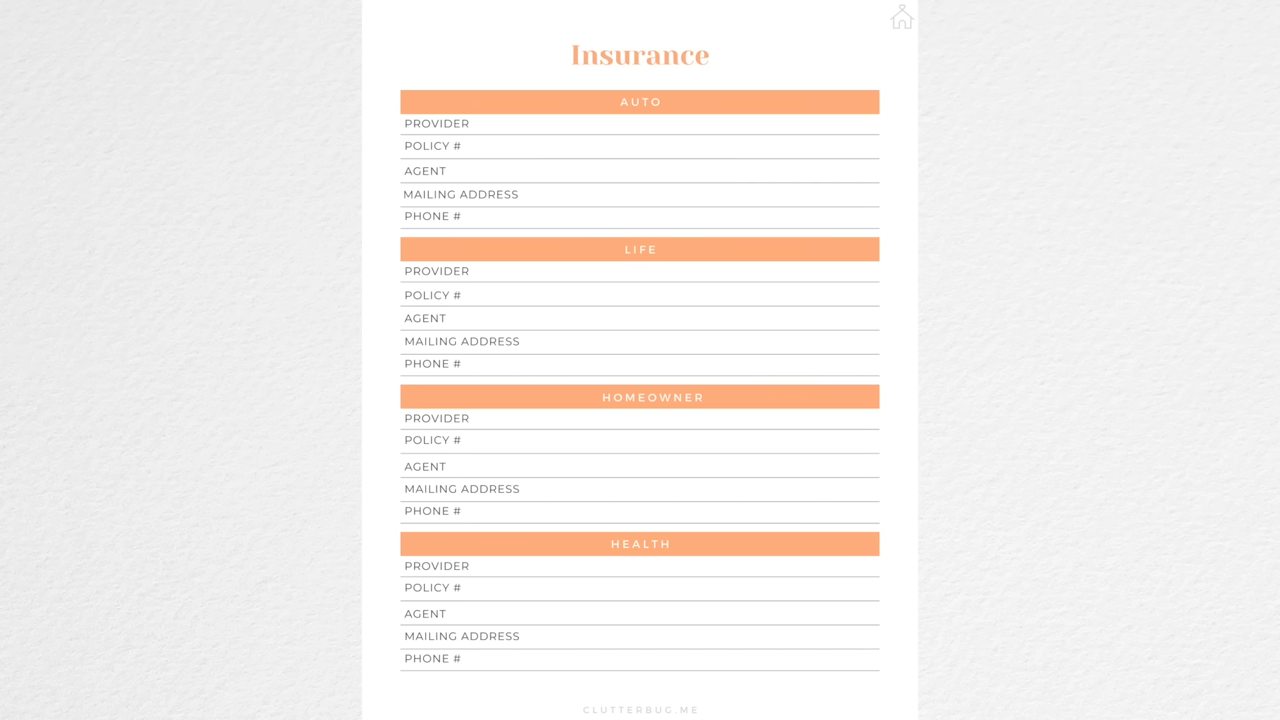 Insurance
AUTO
PROVIDER
POLICY #
AGENT
MAILING ADDRESS
PHONE #
LIFE
PROVIDER
POLICY #
AGENT
MAILING ADDRESS
PHONE #
HOMEOWNER
PROVIDER
POLICY #
AGENT
MAILING ADDRESS
PHONE #
HEALTH
PROVIDER
POLICY #
AGENT
MAILING ADDRESS
PHONE #
CLUTTERBUG.ME